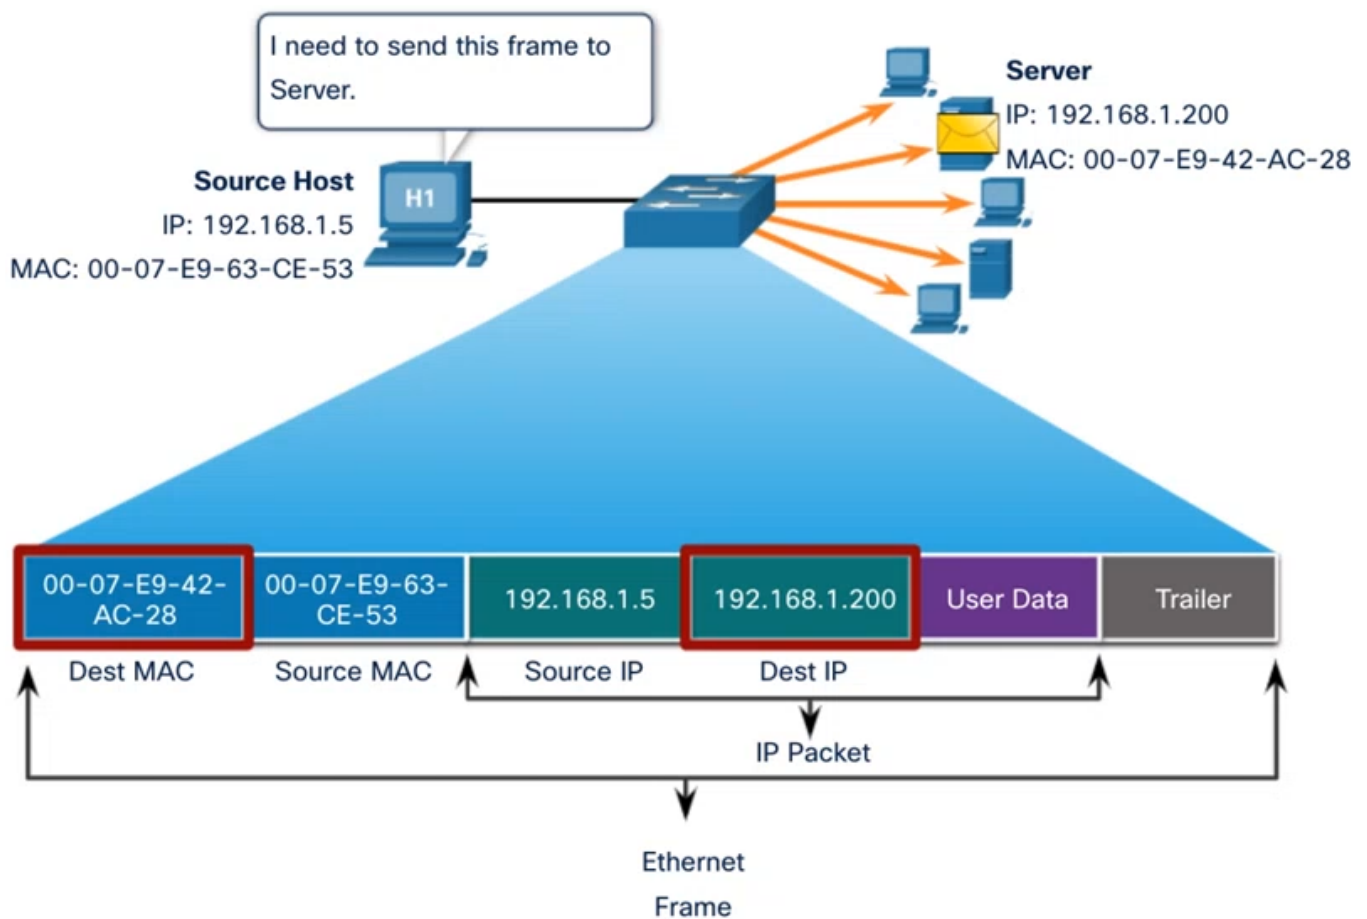 I need to send this frame to
Server.
Server
IP: 192.168.1.200
MAC: 00-07-E9-42-AC-28
Source Host
IP: 192.168.1.5
MAC: 00-07-E9-63-CE-53
H1
00-07-E9-42-
AC-28
00-07-E9-63-
CE-53
192.168.1.5
192.168.1.200
User Data
Trailer
Dest MAC
Source MAC
Source IP
Dest IP
IP Packet
Ethernet
Frame